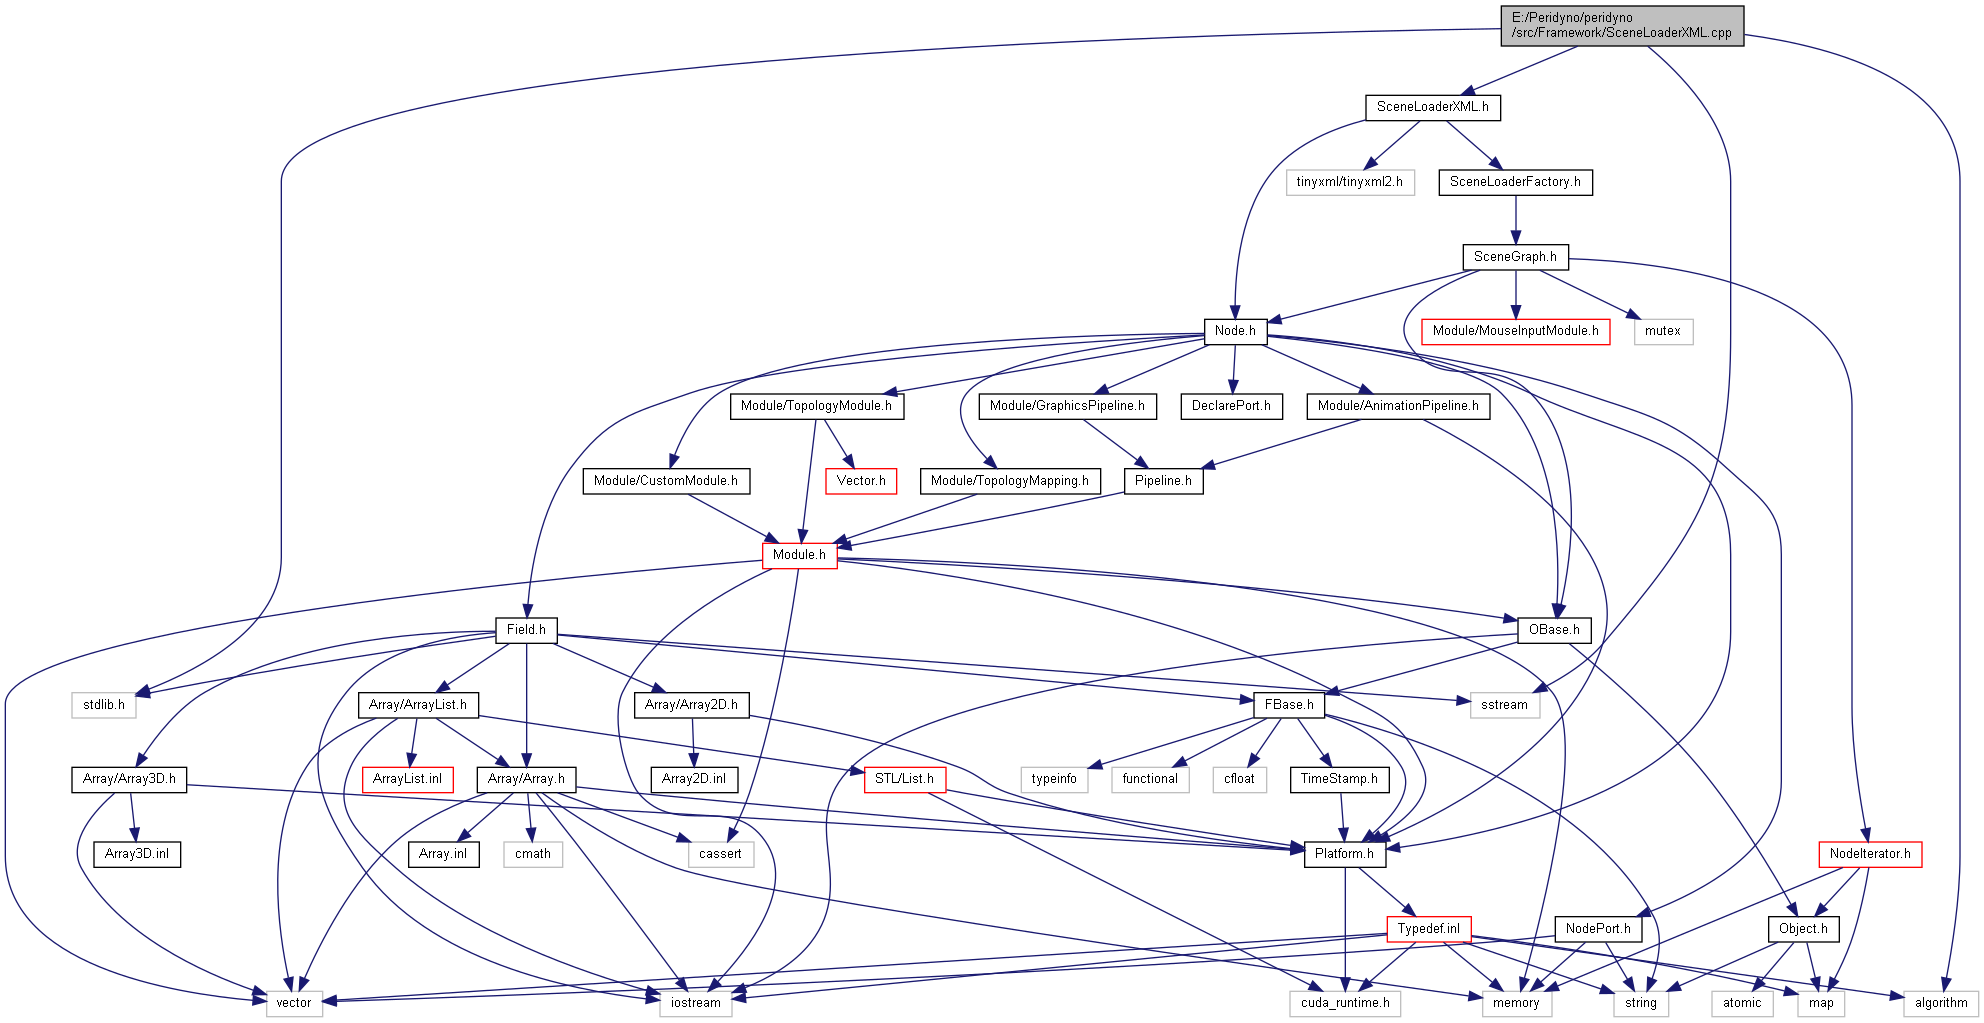 E:/Peridyno/peridyno
/src/Framework/SceneLoaderXML.cpp
SceneLoaderXML.h
tinyxml/tinyxml2.h
SceneLoaderFactory.h
SceneGraph.h
Node.h
Module/MouseInputModule.h
mutex
Module/TopologyModule.h
Module/GraphicsPipeline.h
DeclarePort.h
Module/AnimationPipeline.h
Module/CustomModule.h
Vector.h
Module/TopologyMapping.h
Pipeline.h
Module.h
Field.h
OBase.h
stdlib.h
Array/ArrayList.h
Array/Array2D.h
FBase.h
sstream
Array/Array3D.h
ArrayList.inl
Array/Array.h
Array2D.inl
STL/List.h
typeinfo
functional
cfloat
TimeStamp.h
Array3D.inl
Array.inl
cmath
cassert
Platform.h
NodeIterator.h
Typedef.inl
NodePort.h
Object.h
vector
iostream
cuda_runtime.h
memory
string
atomic
map
algorithm